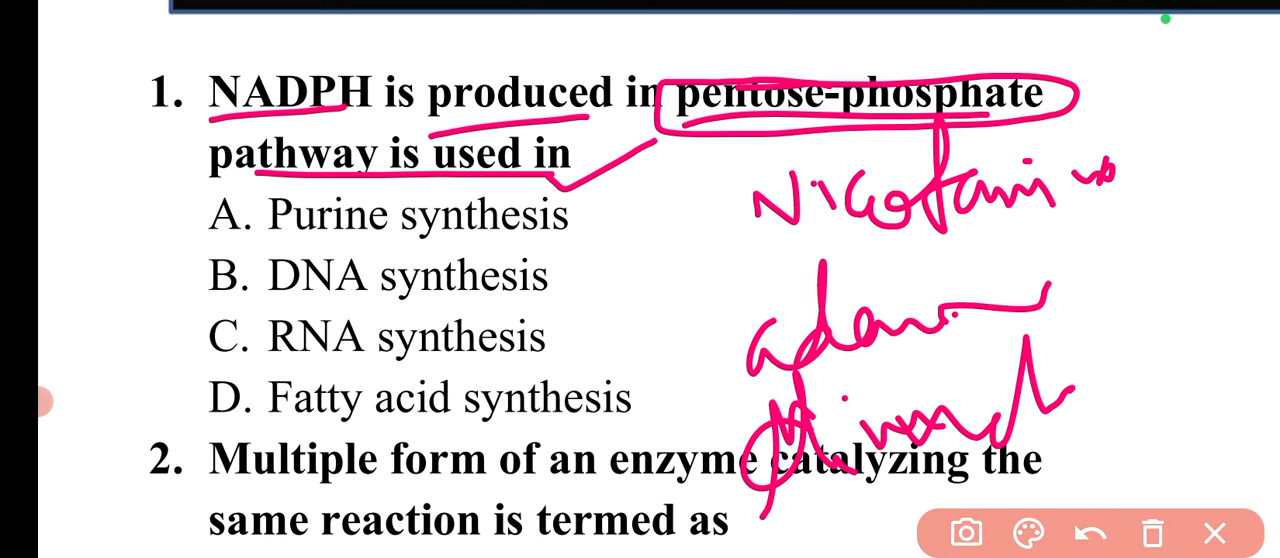 1. NADPH is produced in pentose-phosphate
pathway is used in
A. Purine synthesis
B. DNA synthesis
C. RNA synthesis
D. Fatty acid synthesis
2. Multiple form of an enzyme catalyzing the
same reaction is termed as